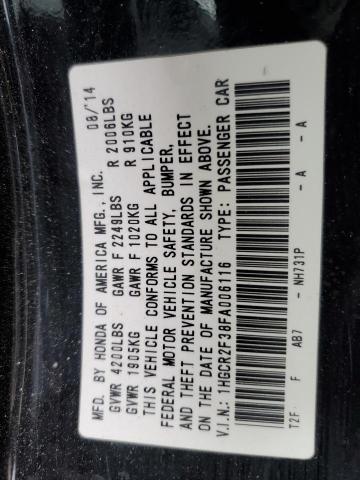 MFD. BY HONDA OF AMERICA MFG., INC. 08/'14
GVWR 4200LBS GAWR F 2249LBS R 2006LBS
GVWR 1905KG GAWR F 1020KG R 910KG
THIS VEHICLE CONFORMS TO ALL APPLICABLE
FEDERAL MOTOR VEHICLE SAFETY, BUMPER,
AND THEFT PREVENTION STANDARDS IN EFFECT
ON THE DATE OF MANUFACTURE SHOWN ABOVE.
V.I.N.: 1HGCR2F38FA006116 TYPE: PASSENGER CAR
T2F F AB7 - NH731P - A - A